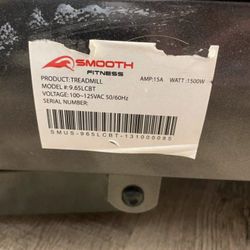 SMOOTH
FITNESS
AMP:15A WATT:1500W
PRODUCT:TREADMILL
MODEL #:9.65LCBT
VOLTAGE:100~125VAC 50/60Hz
SERIAL NUMBER:
SMUS-965LCBT-131000085